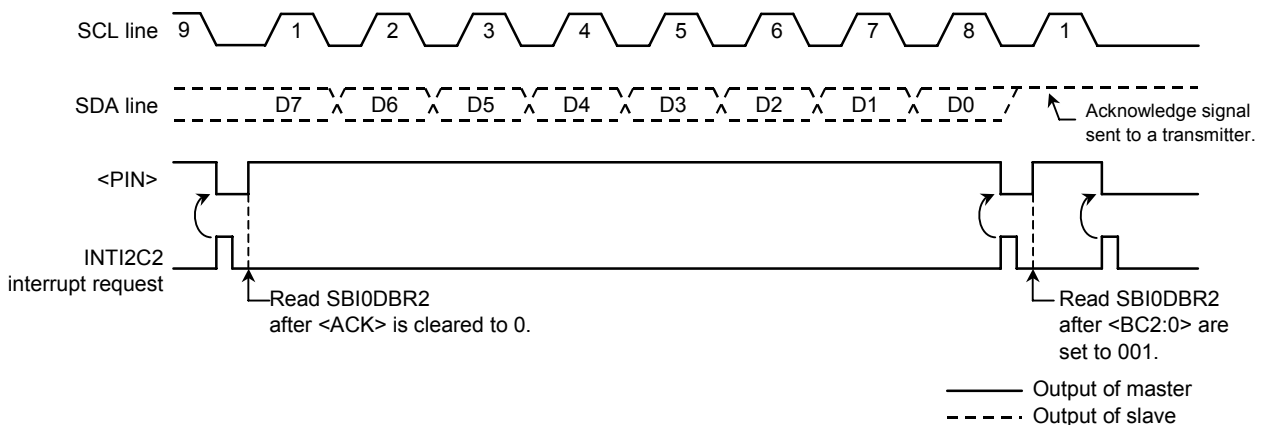 SCL line 9 1 2 3 4 5 6 7 8 1
SDA line D7 D6 D5 D4 D3 D2 D1 D0
Acknowledge signal
sent to a transmitter.
<PIN>
INTI2C2
interrupt request
Read SBI0DBR2
after <ACK> is cleared to 0.
Read SBI0DBR2
after <BC2:0> are
set to 001.
Output of master
Output of slave